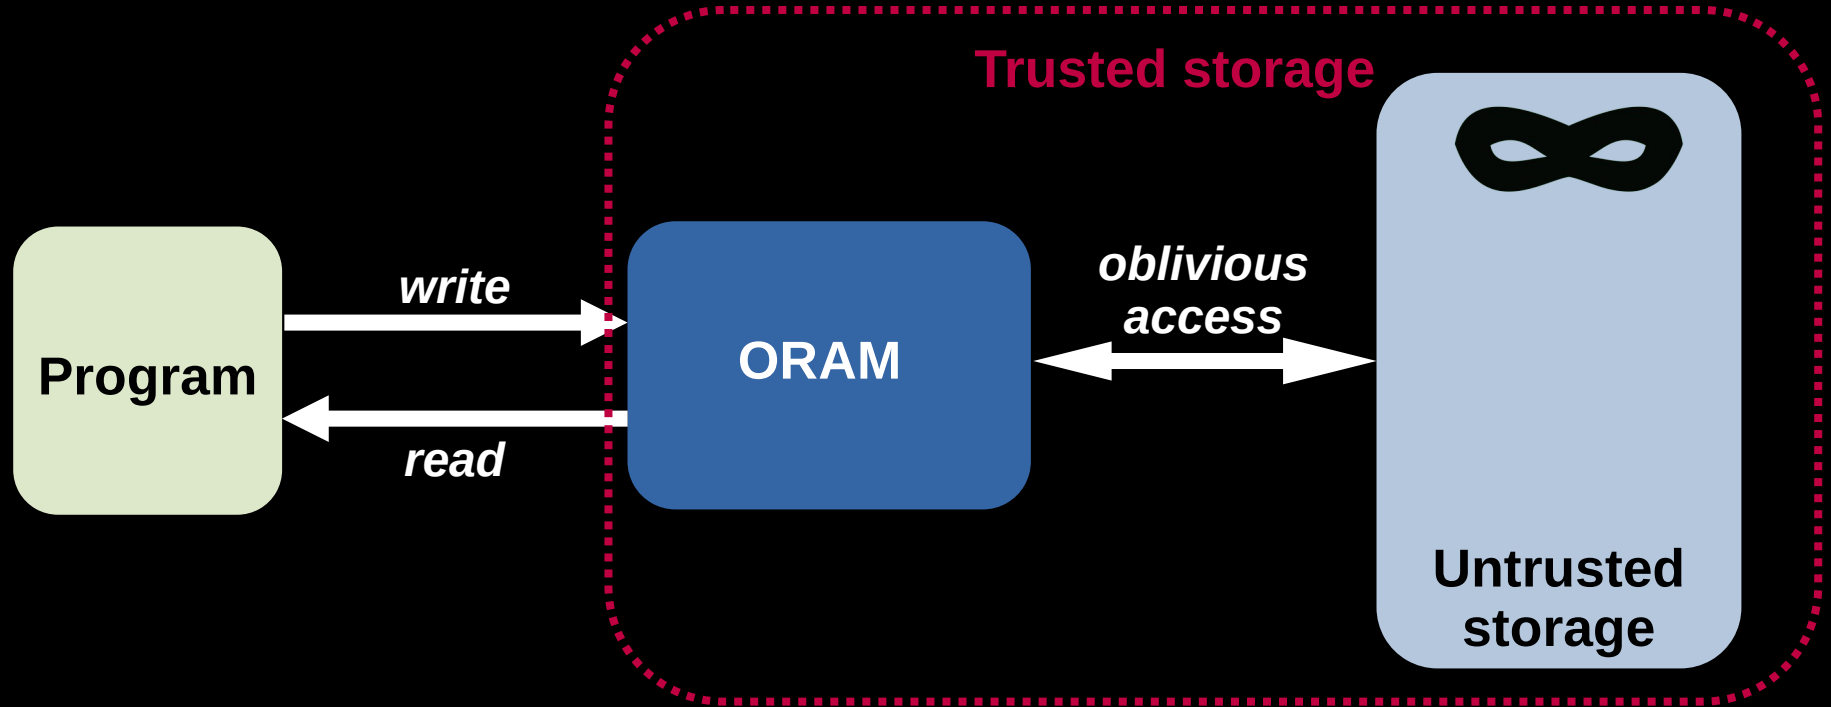 Trusted storage
write
oblivious
access
Program
ORAM
read
Untrusted
storage